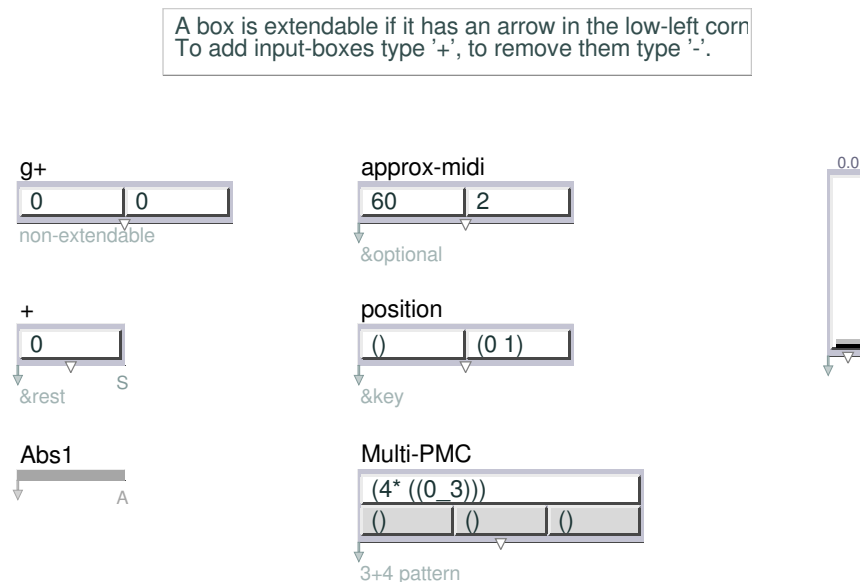 A box is extendable if it has an arrow in the low-left corn
To add input-boxes type '+', to remove them type '-'.
g+
0 0
non-extendable
approx-midi
60 2
&optional
0.0
+
0
&rest S
position
() (0 1)
&key
Abs1
A
Multi-PMC
(4* ((0_3)))
() () ()
3+4 pattern